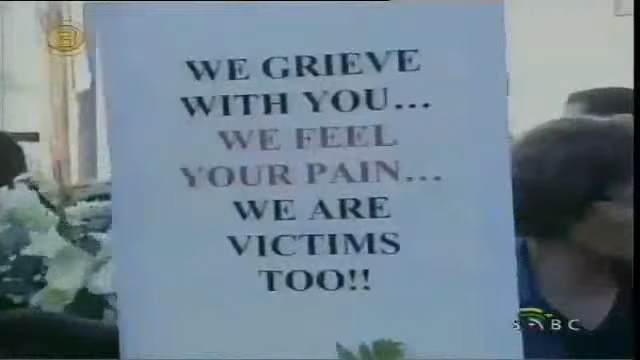 WE GRIEVE
WITH YOU...
WE FEEL
YOUR PAIN...
WE ARE
VICTIMS
TOO!!
SABC